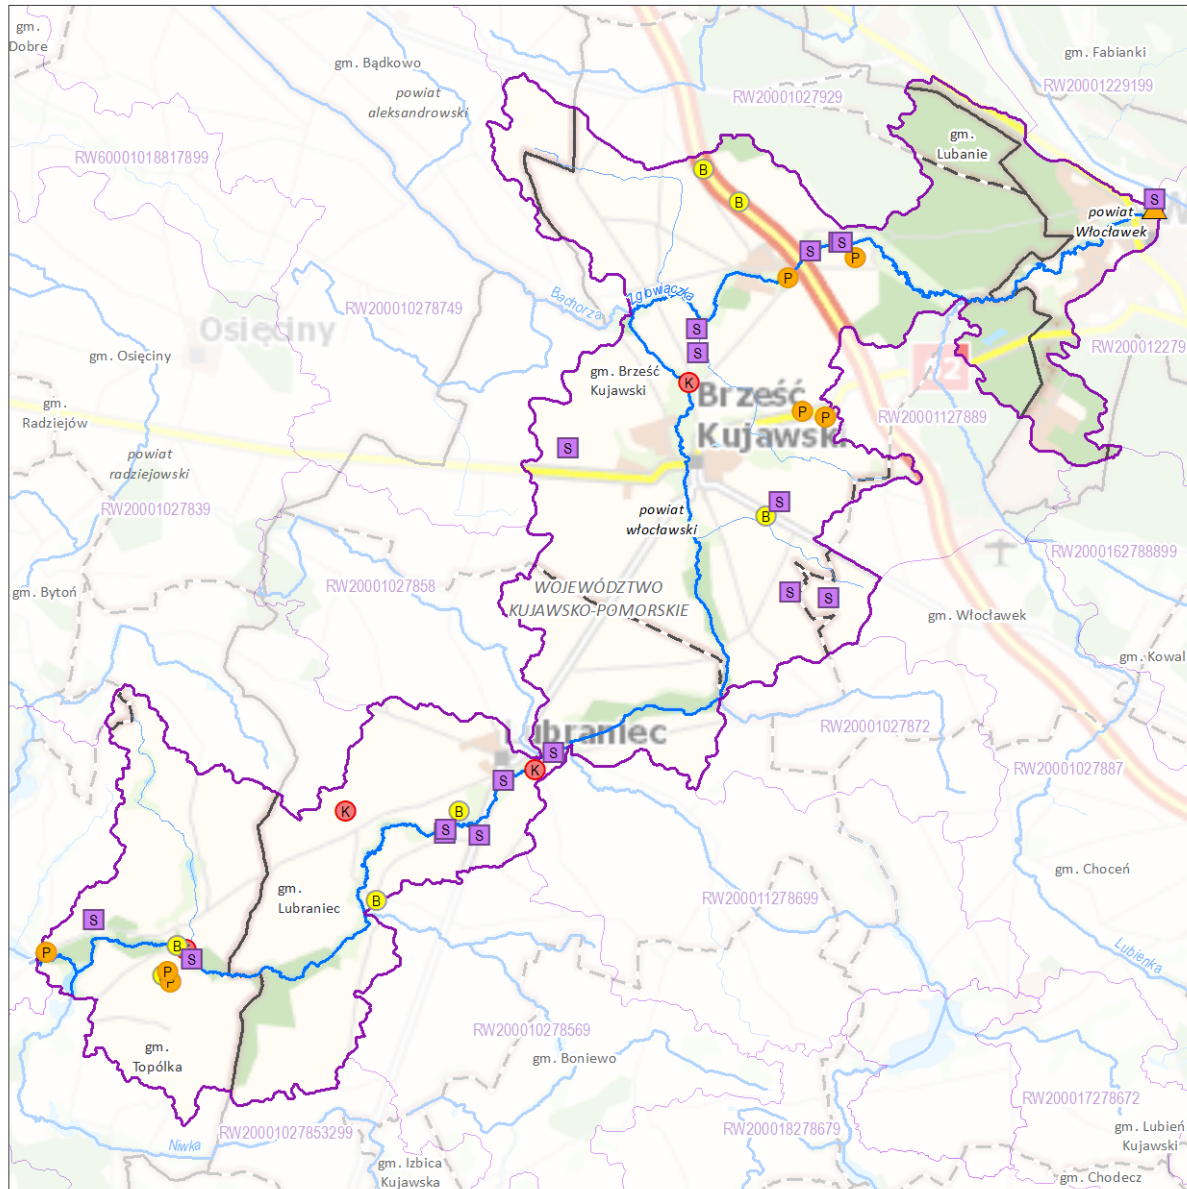 gm.
Dobre
gm. Bądkowo
powiat
aleksandrowski
gm. Fabianki
RW20001229199
RW20001027929
gm.
Lubanie
RW60001018817899
B
B
S
powiat
Włocławek
S
S
P
P
Bachorza
Zgłowiączka
RW200010278749
Osięciny
S
S
gm. Osięciny
gm. Brześć
Kujawski
K
Brześć
Kujawski
RW200012279
gm.
Radziejów
P
P
RW20001127889
S
powiat
radziejowski
RW20001027839
powiat
włocławski
S
B
RW2000162788899
RW20001027858
WOJEWÓDZTWO
KUJAWSKO-POMORSKIE
gm. Bytoń
S
S
gm. Włocławek
gm. Kowal
RW20001027872
Lubraniec
S
K
S
RW20001027887
K
B
S
S
gm. Choceń
gm.
Lubraniec
B
RW200011278699
S
P
B
S
P
P
Lubienka
RW200010278569
gm.
Topólka
gm. Boniewo
RW200017278672
RW20001027853299
Niwka
RW200018278679
gm. Lubień
Kujawski
gm. Izbica
Kujawska
gm. Chodecz